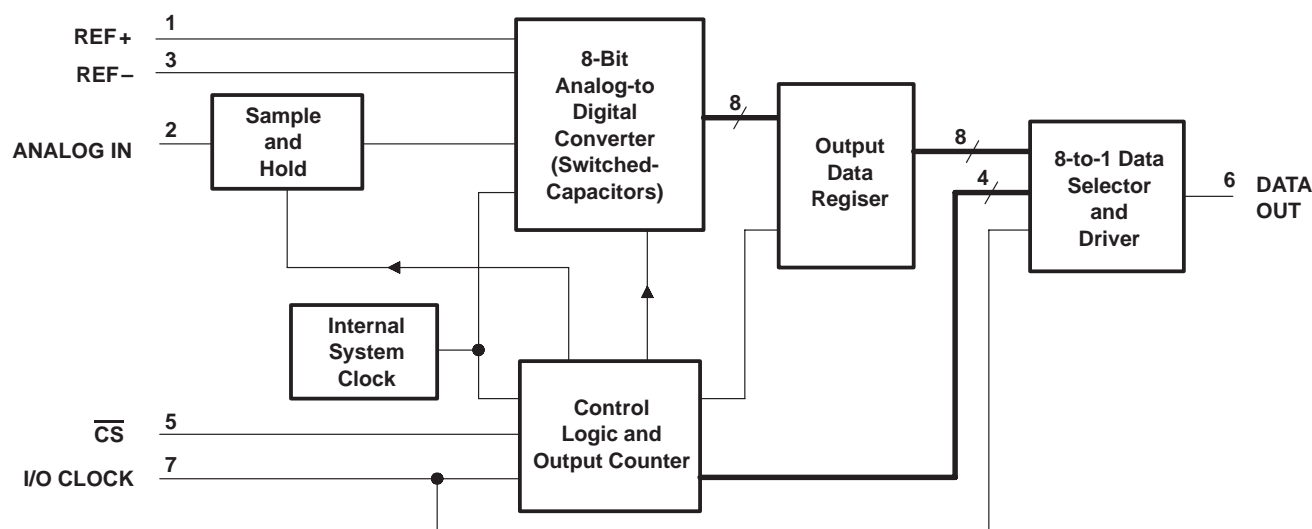 REF+
1
REF–
3
ANALOG IN
2
Sample
and
Hold
8-Bit
Analog-to
Digital
Converter
(Switched-
Capacitors)
8
Output
Data
Regiser
8
4
8-to-1 Data
Selector
and
Driver
6
DATA
OUT
Internal
System
Clock
CS
5
I/O CLOCK
7
Control
Logic and
Output Counter